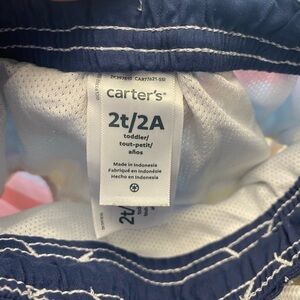 carter's®
2t/2A
toddler/
tout-petit/
años
Made in Indonesia
Fabriqué en Indonésie
Hecho en Indonesia
2t/